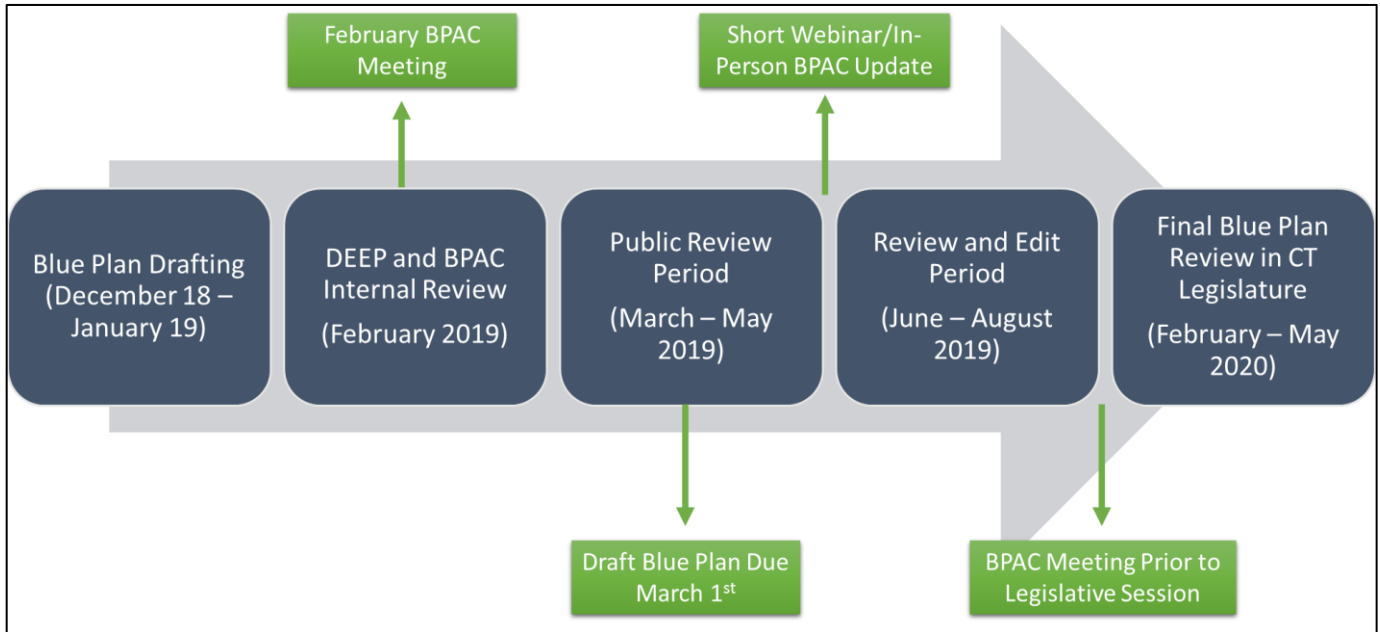 February BPAC
Meeting
Short Webinar/In-
Person BPAC Update
Blue Plan Drafting
(December 18 –
January 19)
DEEP and BPAC
Internal Review
(February 2019)
Public Review
Period
(March – May
2019)
Review and Edit
Period
(June – August
2019)
Final Blue Plan
Review in CT
Legislature
(February – May
2020)
Draft Blue Plan Due
March 1st
BPAC Meeting Prior to
Legislative Session